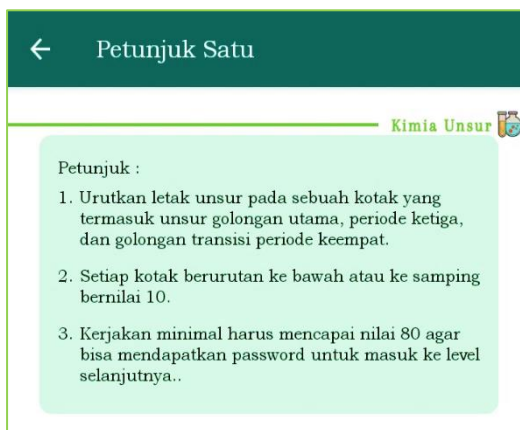 Petunjuk Satu
Kimia Unsur
Petunjuk :
1. Urutkan letak unsur pada sebuah kotak yang
termasuk unsur golongan utama, periode ketiga,
dan golongan transisi periode keempat.
2. Setiap kotak berurutan ke bawah atau ke samping
bernilai 10.
3. Kerjakan minimal harus mencapai nilai 80 agar
bisa mendapatkan password untuk masuk ke level
selanjutnya..